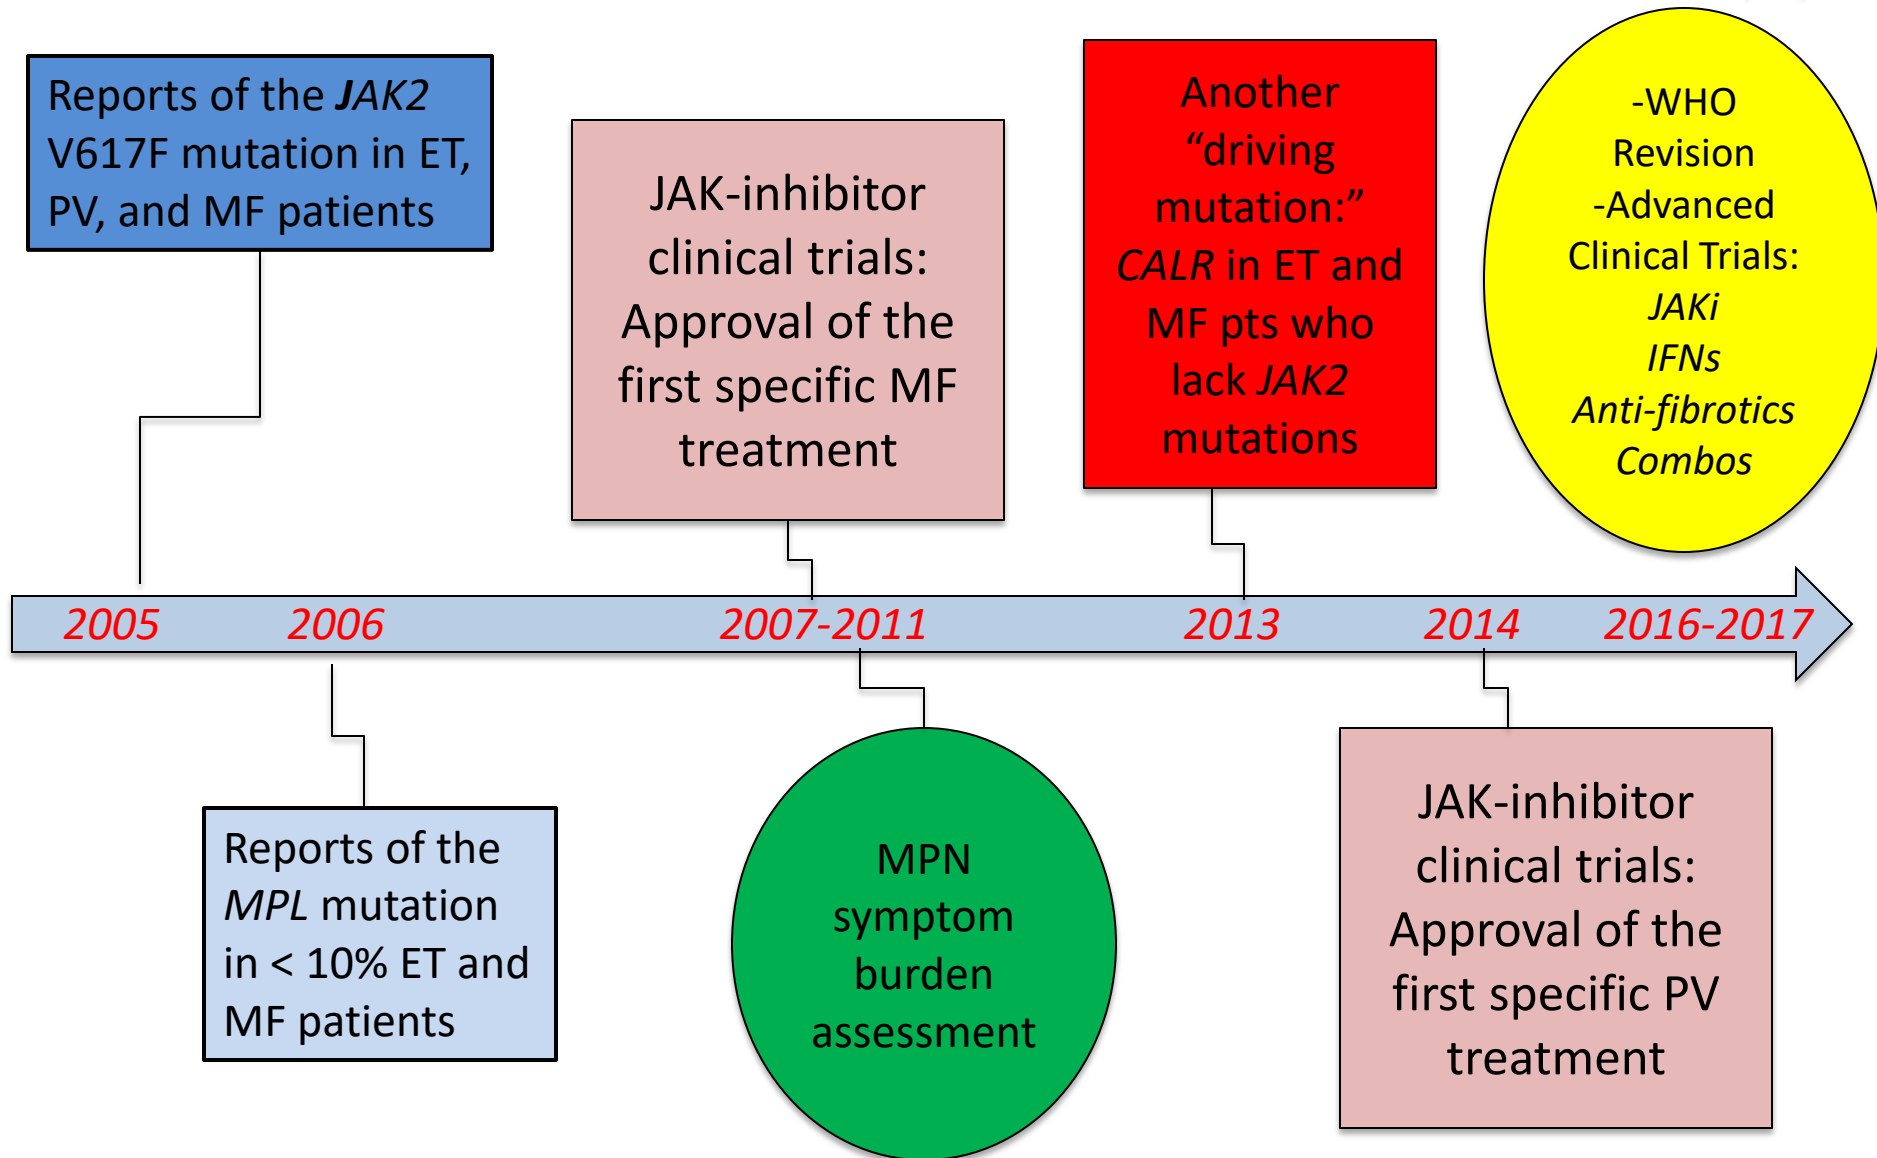 Reports of the JAK2
V617F mutation in ET,
PV, and MF patients
JAK-inhibitor
clinical trials:
Approval of the
first specific MF
treatment
Another
“driving
mutation:”
CALR in ET and
MF pts who
lack JAK2
mutations
-WHO
Revision
-Advanced
Clinical Trials:
JAKi
IFNs
Anti-fibrotics
Combos
2005
2006
2007-2011
2013
2014
2016-2017
Reports of the
MPL mutation
in < 10% ET and
MF patients
MPN
symptom
burden
assessment
JAK-inhibitor
clinical trials:
Approval of the
first specific PV
treatment